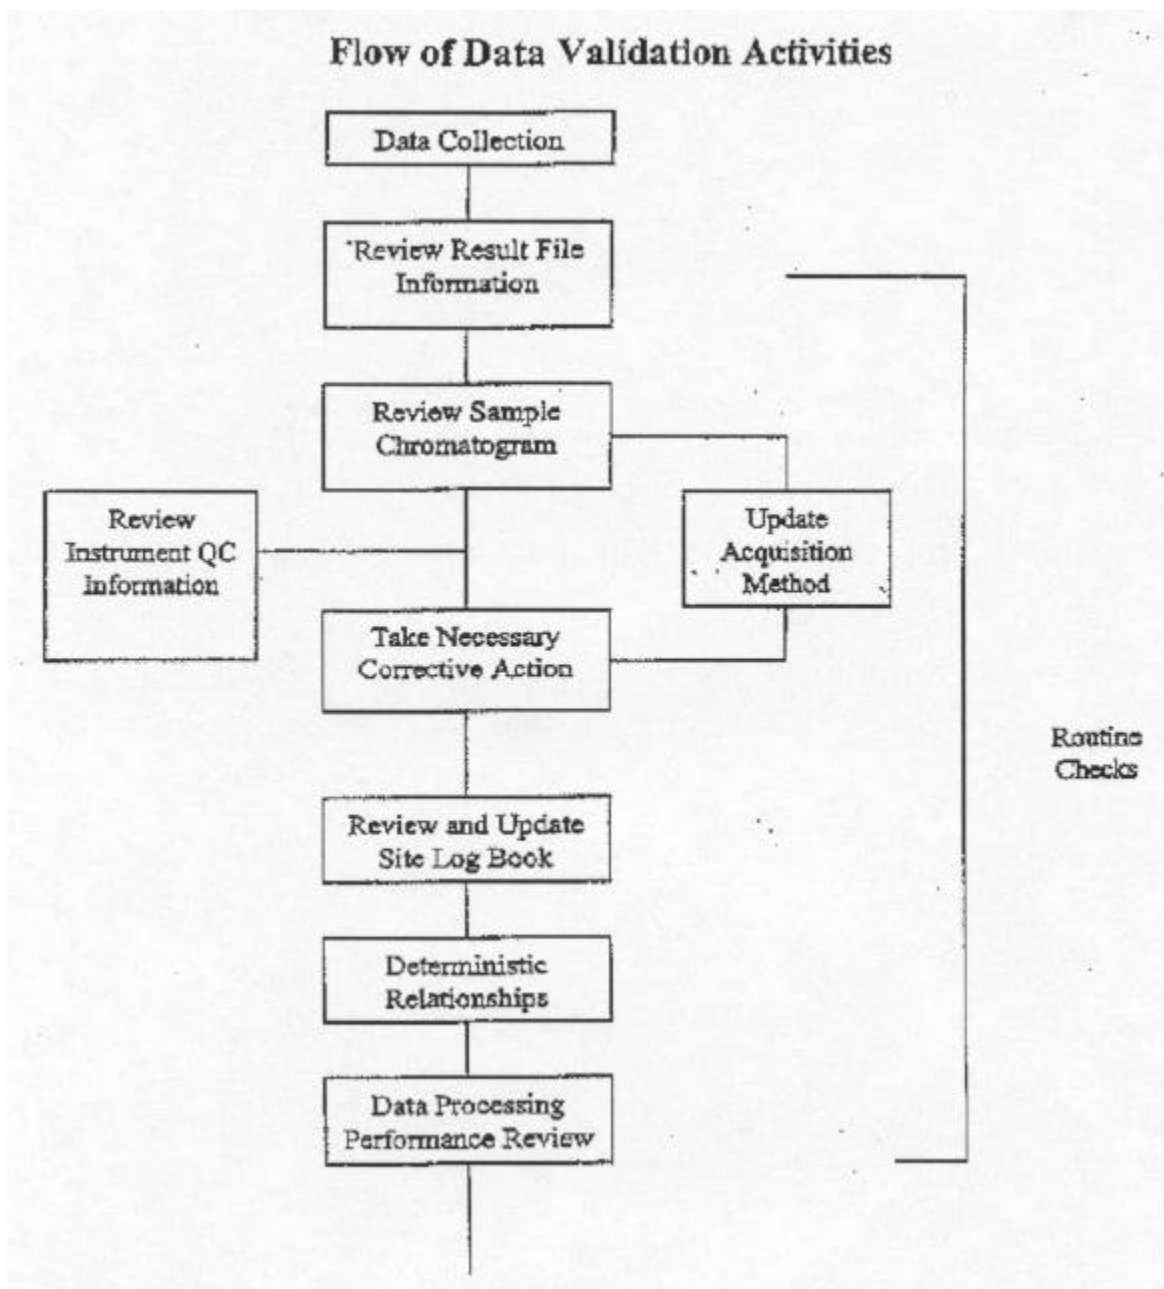 Flow of Data Validation Activities
Data Collection
Review Result File
Information
Review Sample
Chromatogram
Review
Instrument QC
Information
Update
Acquisition
Method
Take Necessary
Corrective Action
Routine
Checks
Review and Update
Site Log Book
Deterministic
Relationships
Data Processing
Performance Review